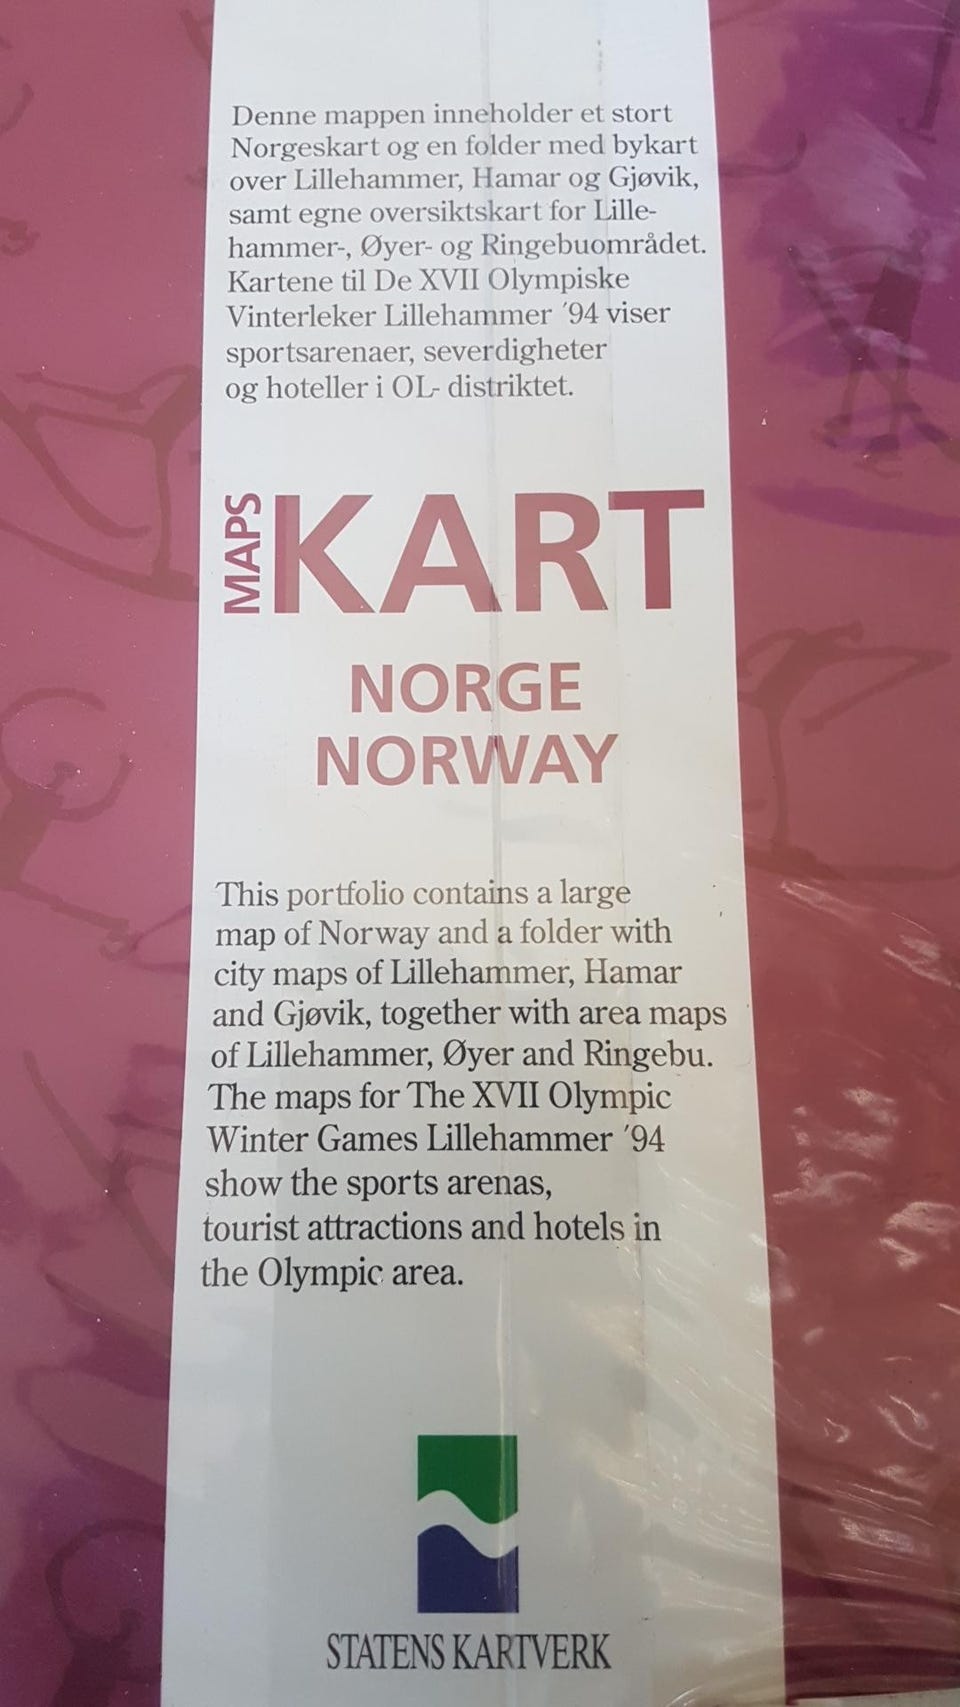 Denne mappen inneholder et stort
Norgeskart og en folder med bykart
over Lillehammer, Hamar og Gjøvik,
samt egne oversiktskart for Lille-
hammer-, Øyer- og Ringebuområdet.
Kartene til De XVII Olympiske
Vinterleker Lillehammer ´94 viser
sportsarenaer, severdigheter
og hoteller i OL- distriktet.
MAPS
KART
NORGE
NORWAY
This portfolio contains a large
map of Norway and a folder with
city maps of Lillehammer, Hamar
and Gjøvik, together with area maps
of Lillehammer, Øyer and Ringebu.
The maps for The XVII Olympic
Winter Games Lillehammer ´94
show the sports arenas,
tourist attractions and hotels in
the Olympic area.
STATENS KARTVERK